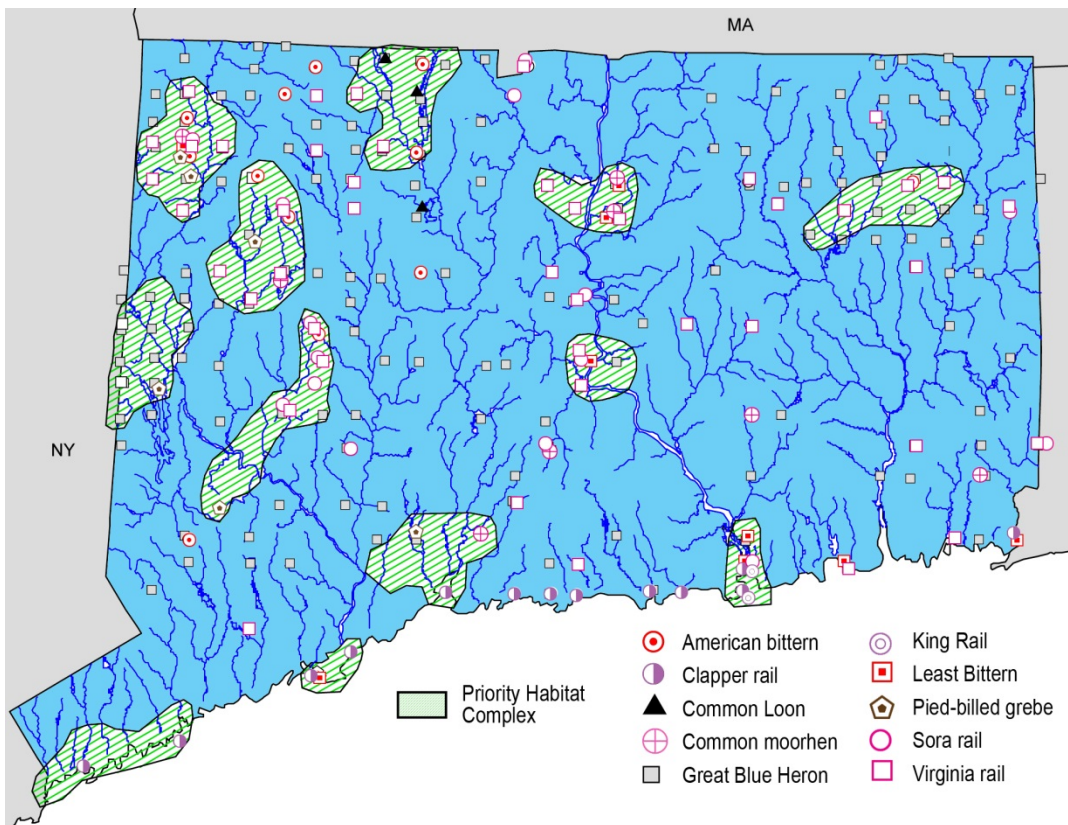 MA
NY
Priority Habitat
Complex
American bittern
Clapper rail
Common Loon
Common moorhen
Great Blue Heron
King Rail
Least Bittern
Pied-billed grebe
Sora rail
Virginia rail